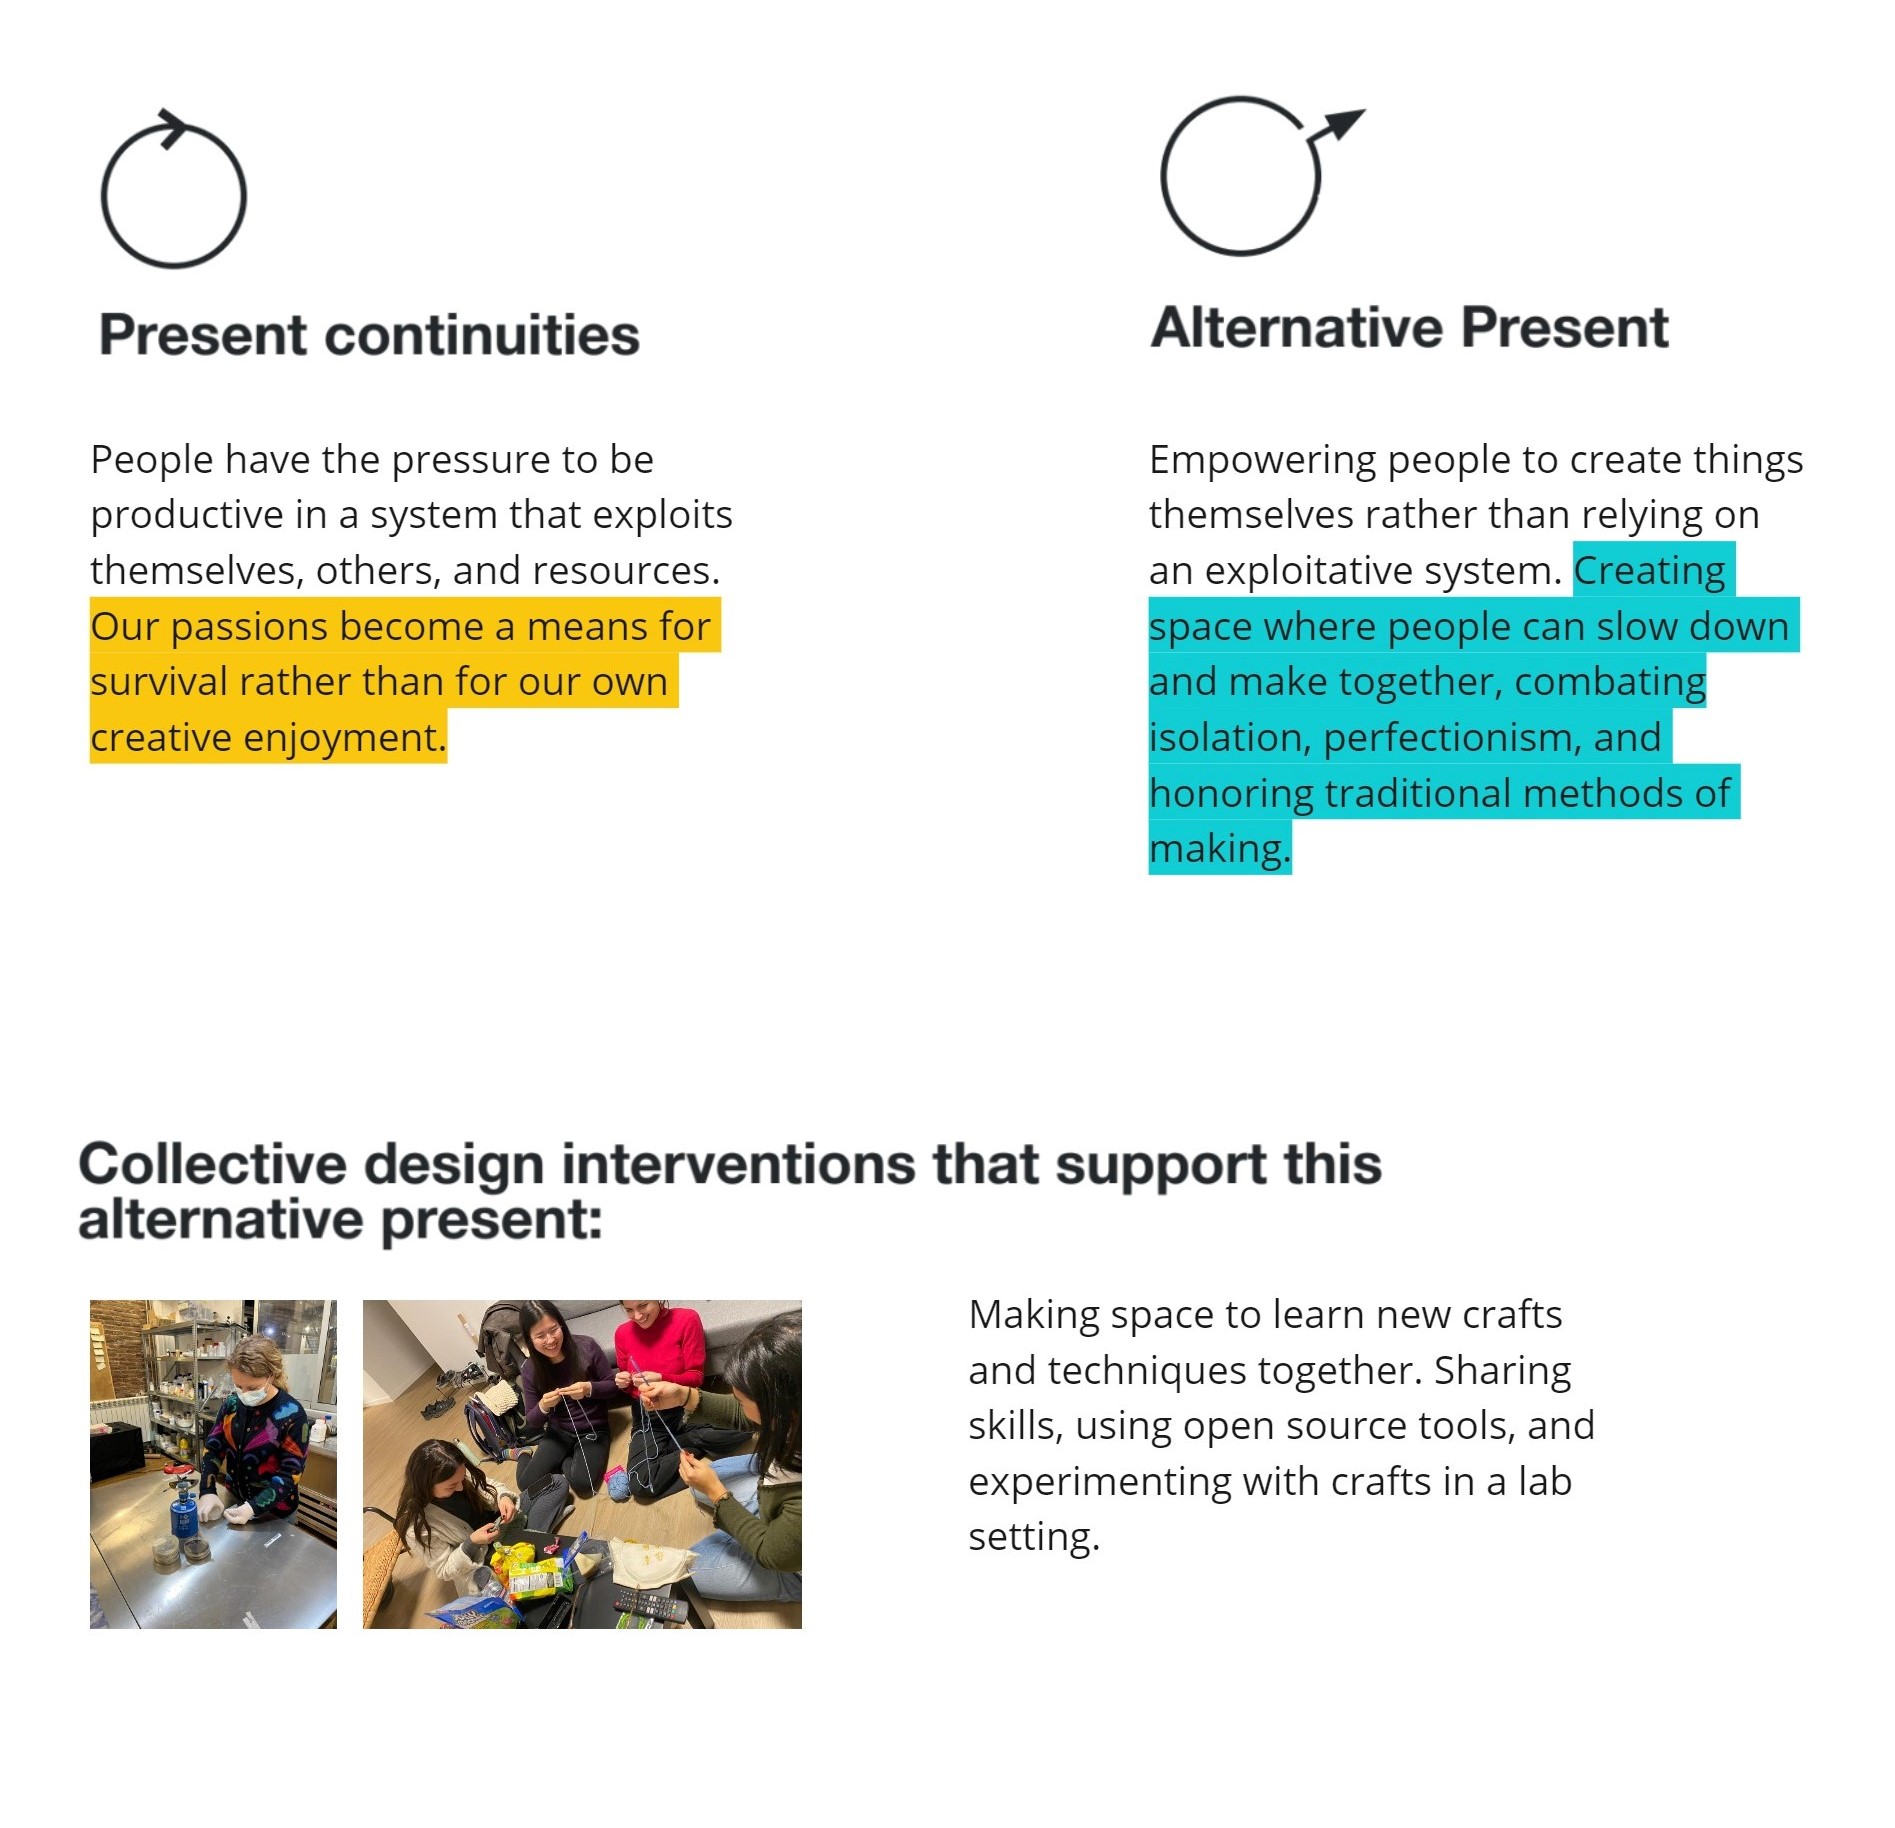 Present continuities
People have the pressure to be
productive in a system that exploits
themselves, others, and resources.
Our passions become a means for
survival rather than for our own
creative enjoyment.
Alternative Present
Empowering people to create things
themselves rather than relying on
an exploitative system. Creating
space where people can slow down
and make together, combating
isolation, perfectionism, and
honoring traditional methods of
making.
Collective design interventions that support this
alternative present:
Making space to learn new crafts
and techniques together. Sharing
skills, using open source tools, and
experimenting with crafts in a lab
setting.